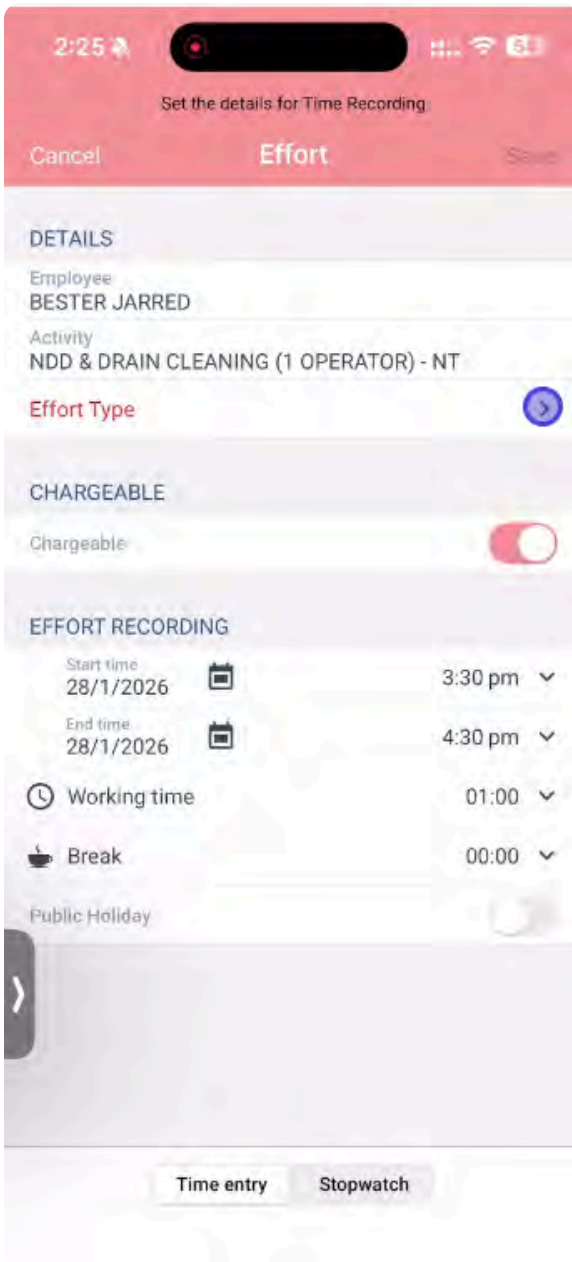 2:25
Set the details for Time Recording
Cancel Effort Save
DETAILS
Employee
BESTER JARRED
Activity
NDD & DRAIN CLEANING (1 OPERATOR) - NT
Effort Type
CHARGEABLE
Chargeable
EFFORT RECORDING
Start time
28/1/2026 3:30 pm
End time
28/1/2026 4:30 pm
Working time 01:00
Break 00:00
Public Holiday
Time entry Stopwatch